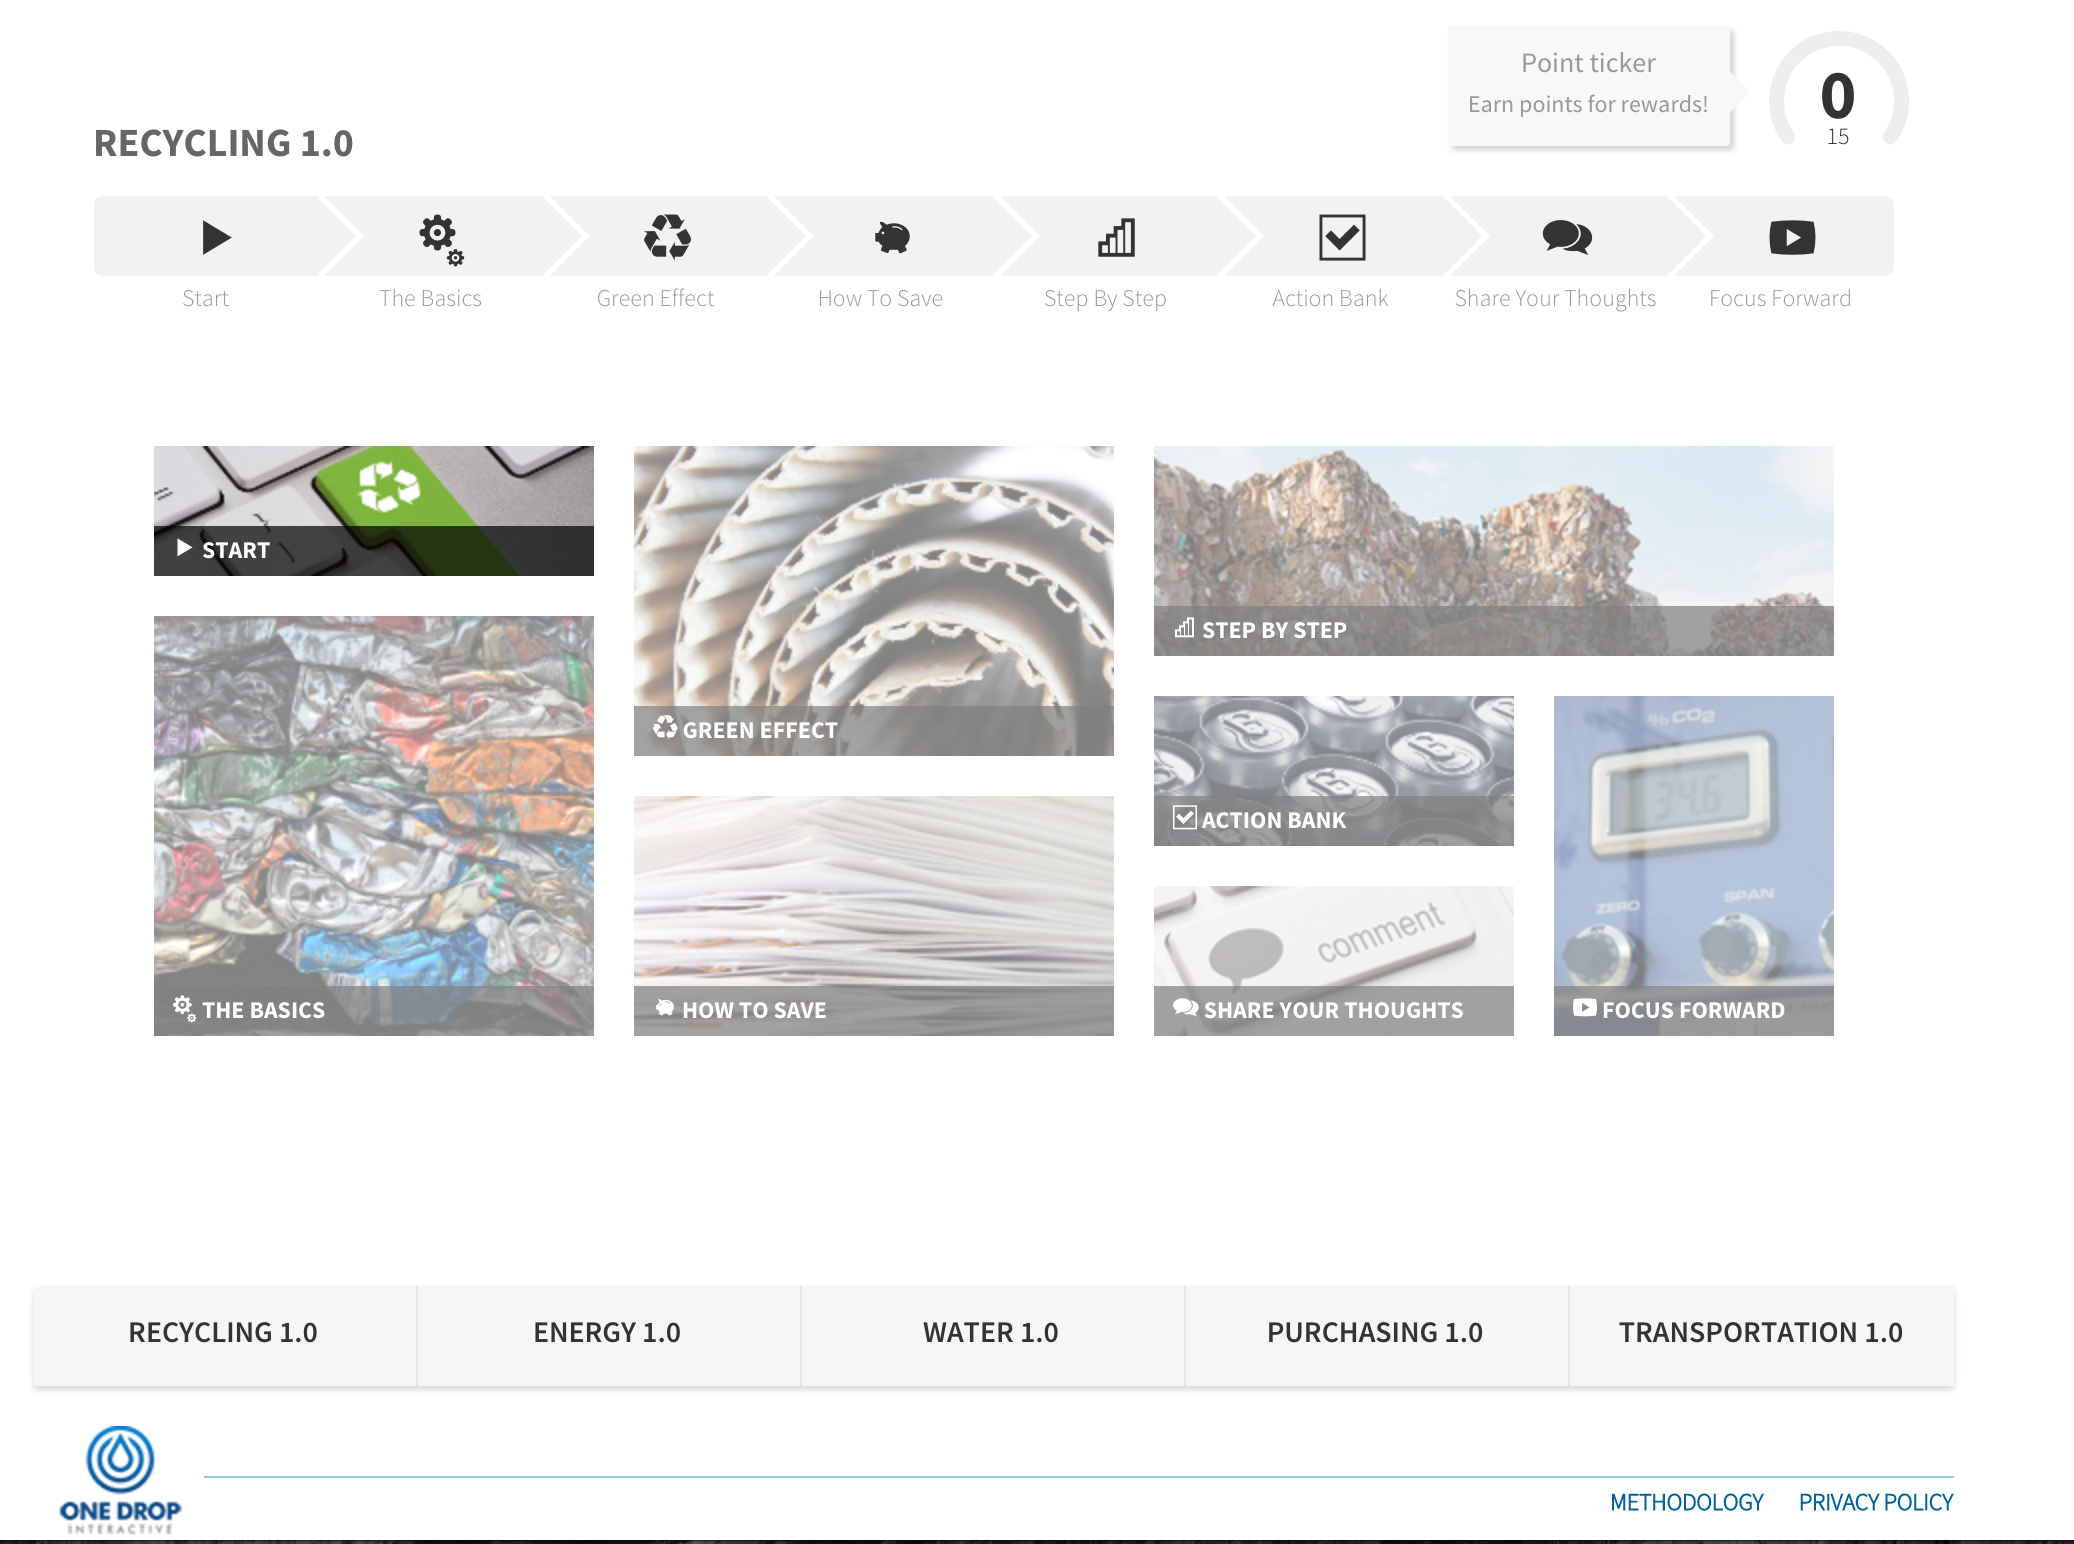 Point ticker
Earn points for rewards!
0
15
RECYCLING 1.0
Start
The Basics
Green Effect
How To Save
Step By Step
Action Bank
Share Your Thoughts
Focus Forward
START
GREEN EFFECT
STEP BY STEP
% CO2
34.6
ACTION BANK
ZERO
SPAN
comment
THE BASICS
HOW TO SAVE
SHARE YOUR THOUGHTS
FOCUS FORWARD
RECYCLING 1.0
ENERGY 1.0
WATER 1.0
PURCHASING 1.0
TRANSPORTATION 1.0
ONE DROP
INTERACTIVE
METHODOLOGY
PRIVACY POLICY